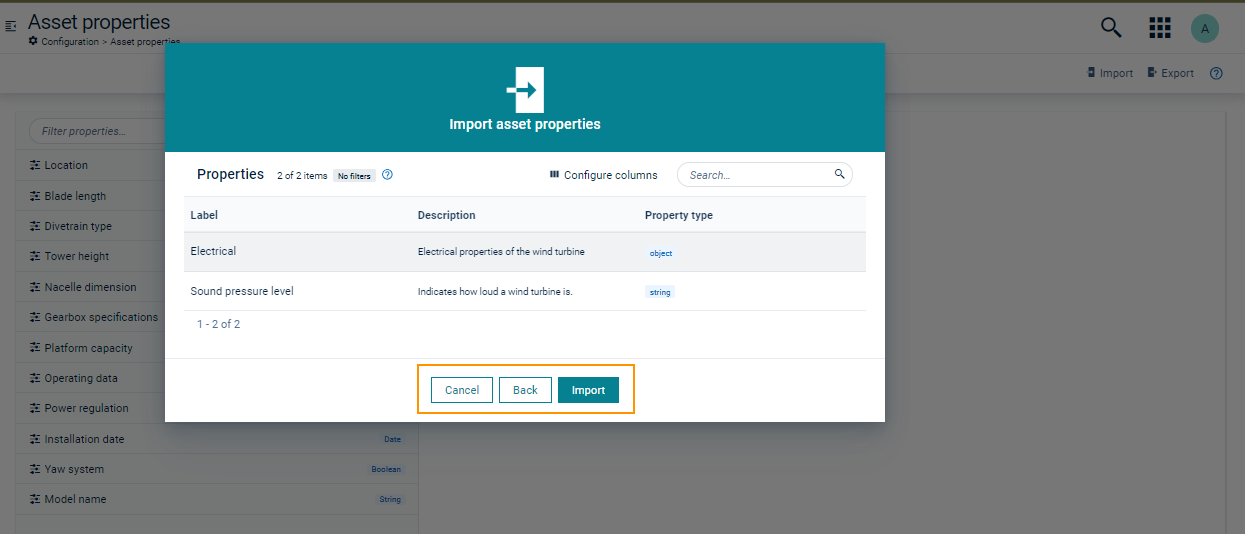 Asset properties
Configuration > Asset properties
A
Import
Export
Import asset properties
Filter properties...
Properties 2 of 2 items No filters
Configure columns
Search...
Label Description Property type
Electrical Electrical properties of the wind turbine object
Sound pressure level Indicates how loud a wind turbine is. string
1 - 2 of 2
Cancel Back Import
Location
Blade length
Divetrain type
Tower height
Nacelle dimension
Gearbox specifications
Platform capacity
Operating data
Power regulation
Installation date Date
Yaw system Boolean
Model name String